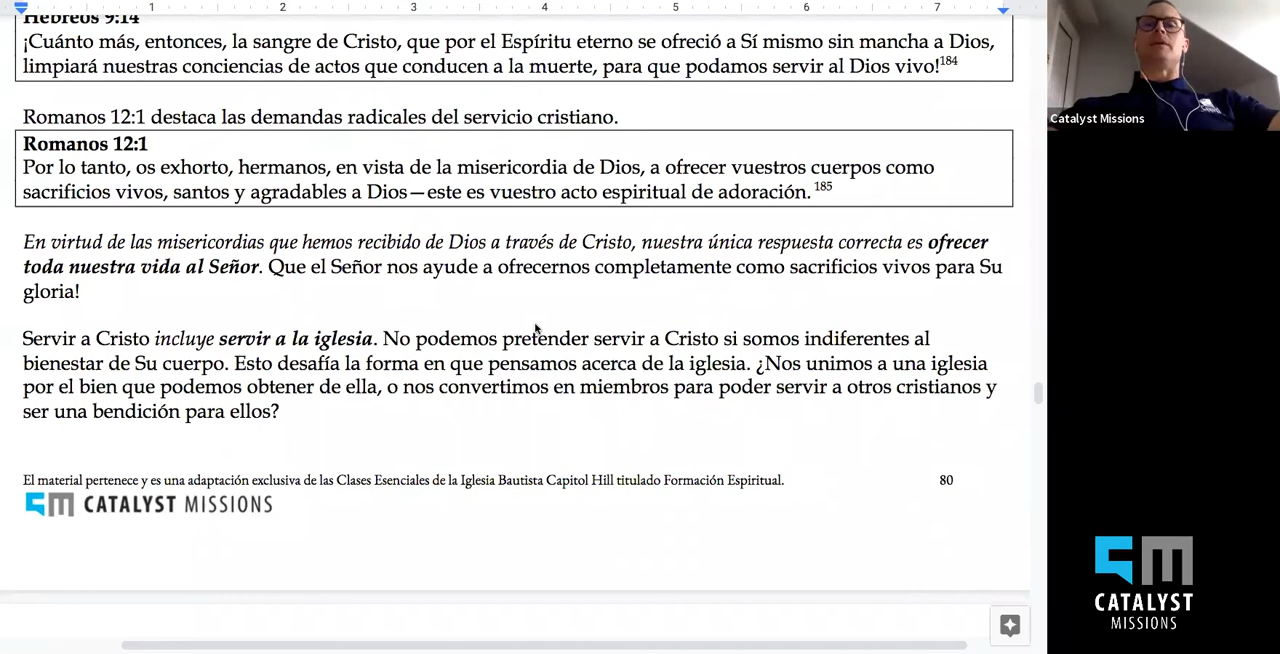 1 2 3 4 5 6 7
Hebreos 9:14
¡Cuánto más, entonces, la sangre de Cristo, que por el Espíritu eterno se ofreció a Sí mismo sin mancha a Dios,
limpiará nuestras conciencias de actos que conducen a la muerte, para que podamos servir al Dios vivo!184
Romanos 12:1 destaca las demandas radicales del servicio cristiano.
Romanos 12:1
Por lo tanto, os exhorto, hermanos, en vista de la misericordia de Dios, a ofrecer vuestros cuerpos como
sacrificios vivos, santos y agradables a Dios—este es vuestro acto espiritual de adoración. 185
En virtud de las misericordias que hemos recibido de Dios a través de Cristo, nuestra única respuesta correcta es ofrecer
toda nuestra vida al Señor. Que el Señor nos ayude a ofrecernos completamente como sacrificios vivos para Su
gloria!
Servir a Cristo incluye servir a la iglesia. No podemos pretender servir a Cristo si somos indiferentes al
bienestar de Su cuerpo. Esto desafía la forma en que pensamos acerca de la iglesia. ¿Nos unimos a una iglesia
por el bien que podemos obtener de ella, o nos convertimos en miembros para poder servir a otros cristianos y
ser una bendición para ellos?
El material pertenece y es una adaptación exclusiva de las Clases Esenciales de la Iglesia Bautista Capitol Hill titulado Formación Espiritual. 80
CATALYST MISSIONS
Catalyst Missions
CATALYST
MISSIONS